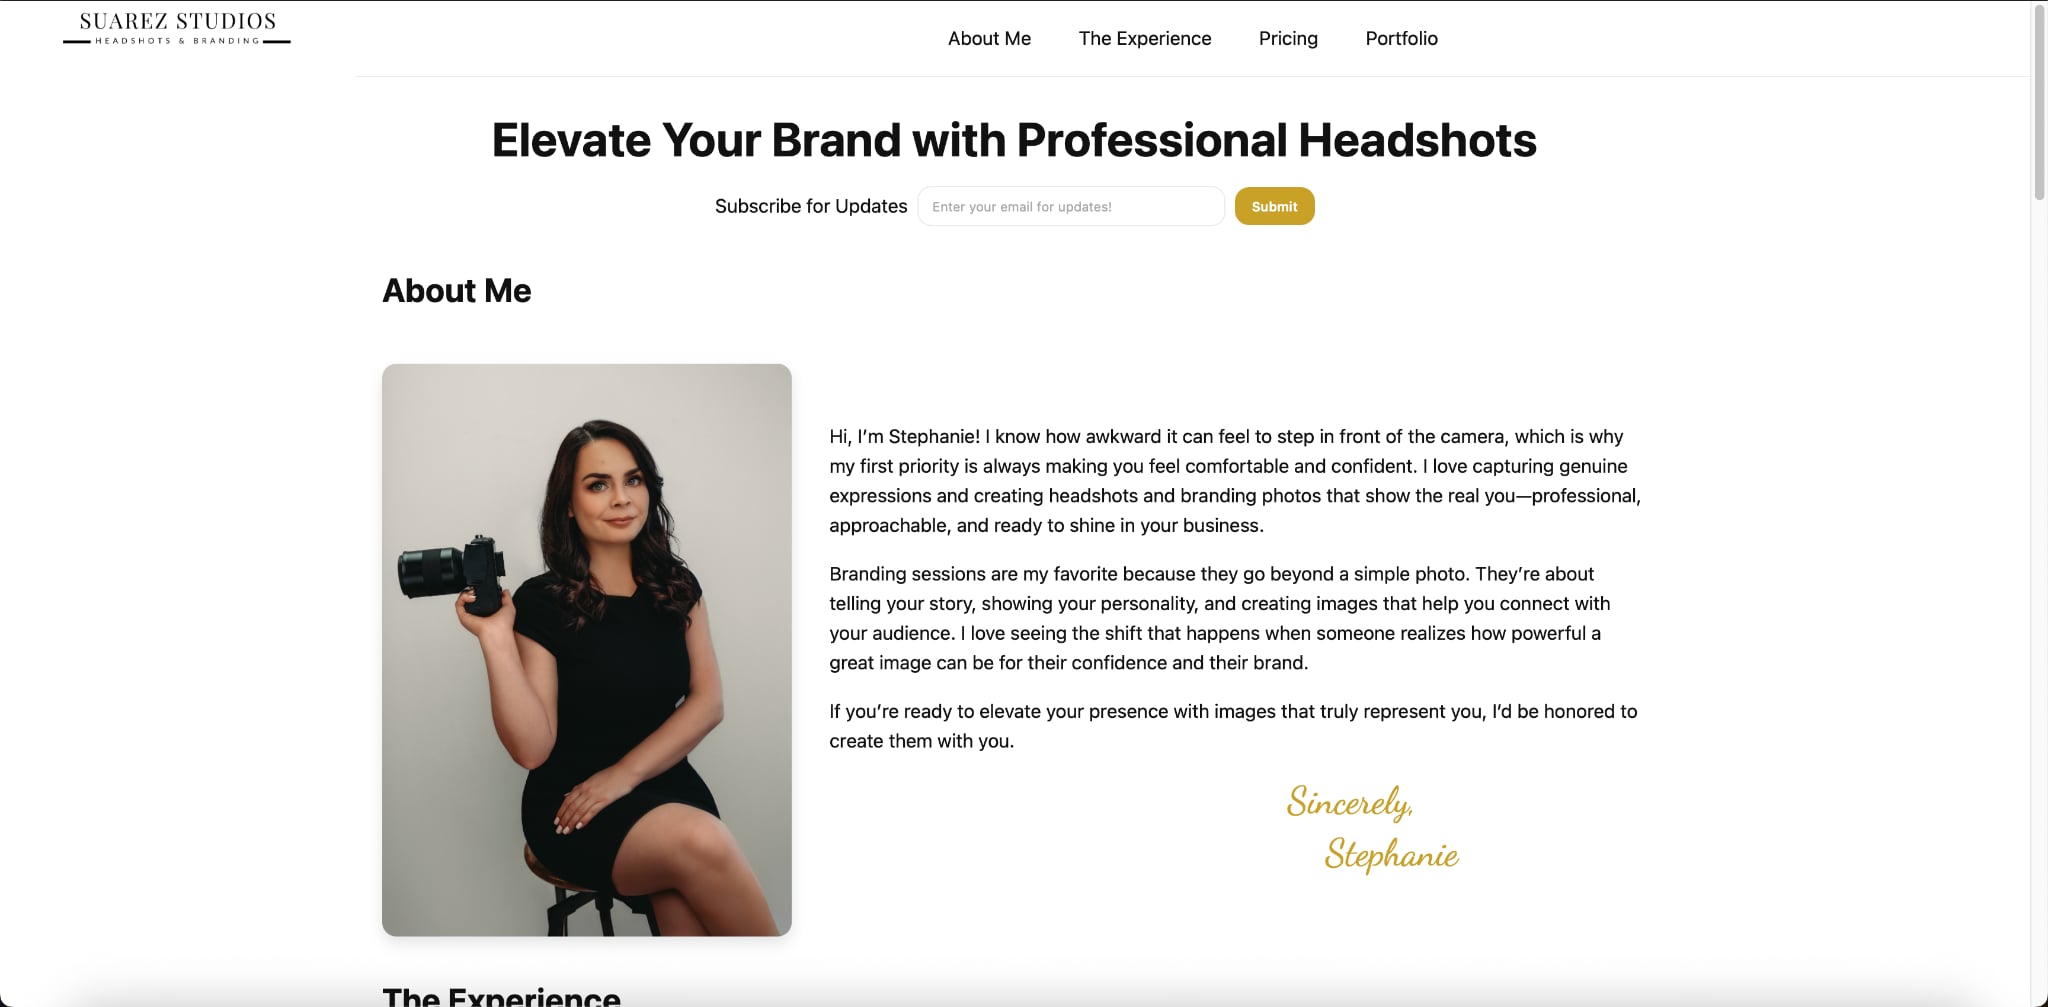 SUAREZ STUDIOS
HEADSHOTS & BRANDING
About Me
The Experience
Pricing
Portfolio
Elevate Your Brand with Professional Headshots
Subscribe for Updates
Enter your email for updates!
Submit
About Me
Hi, I’m Stephanie! I know how awkward it can feel to step in front of the camera, which is why
my first priority is always making you feel comfortable and confident. I love capturing genuine
expressions and creating headshots and branding photos that show the real you—professional,
approachable, and ready to shine in your business.
Branding sessions are my favorite because they go beyond a simple photo. They’re about
telling your story, showing your personality, and creating images that help you connect with
your audience. I love seeing the shift that happens when someone realizes how powerful a
great image can be for their confidence and their brand.
If you’re ready to elevate your presence with images that truly represent you, I’d be honored to
create them with you.
Sincerely,
Stephanie
The Experience